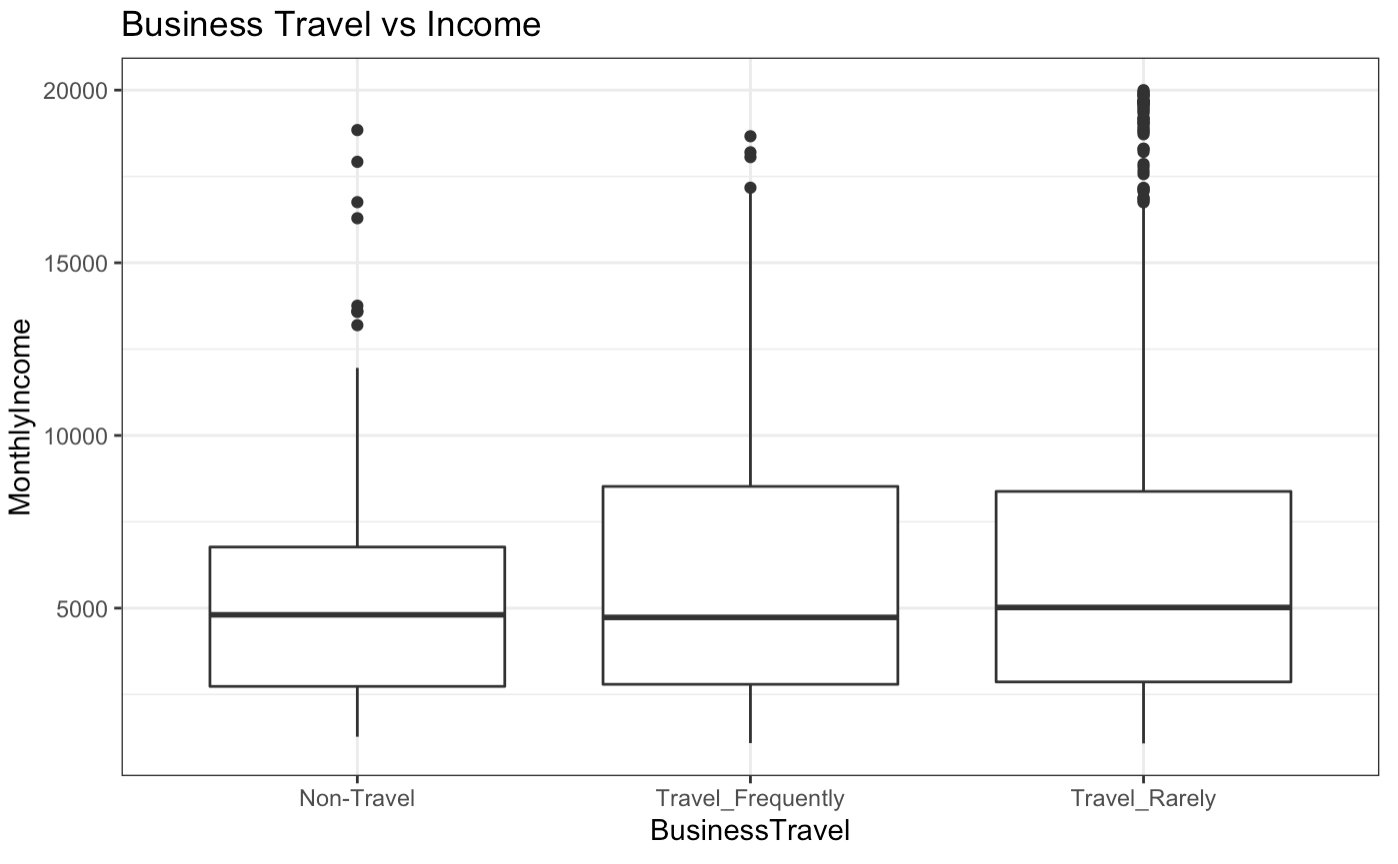 Business Travel vs Income
20000
15000
10000
5000
MonthlyIncome
Non-Travel
Travel_Frequently
Travel_Rarely
BusinessTravel